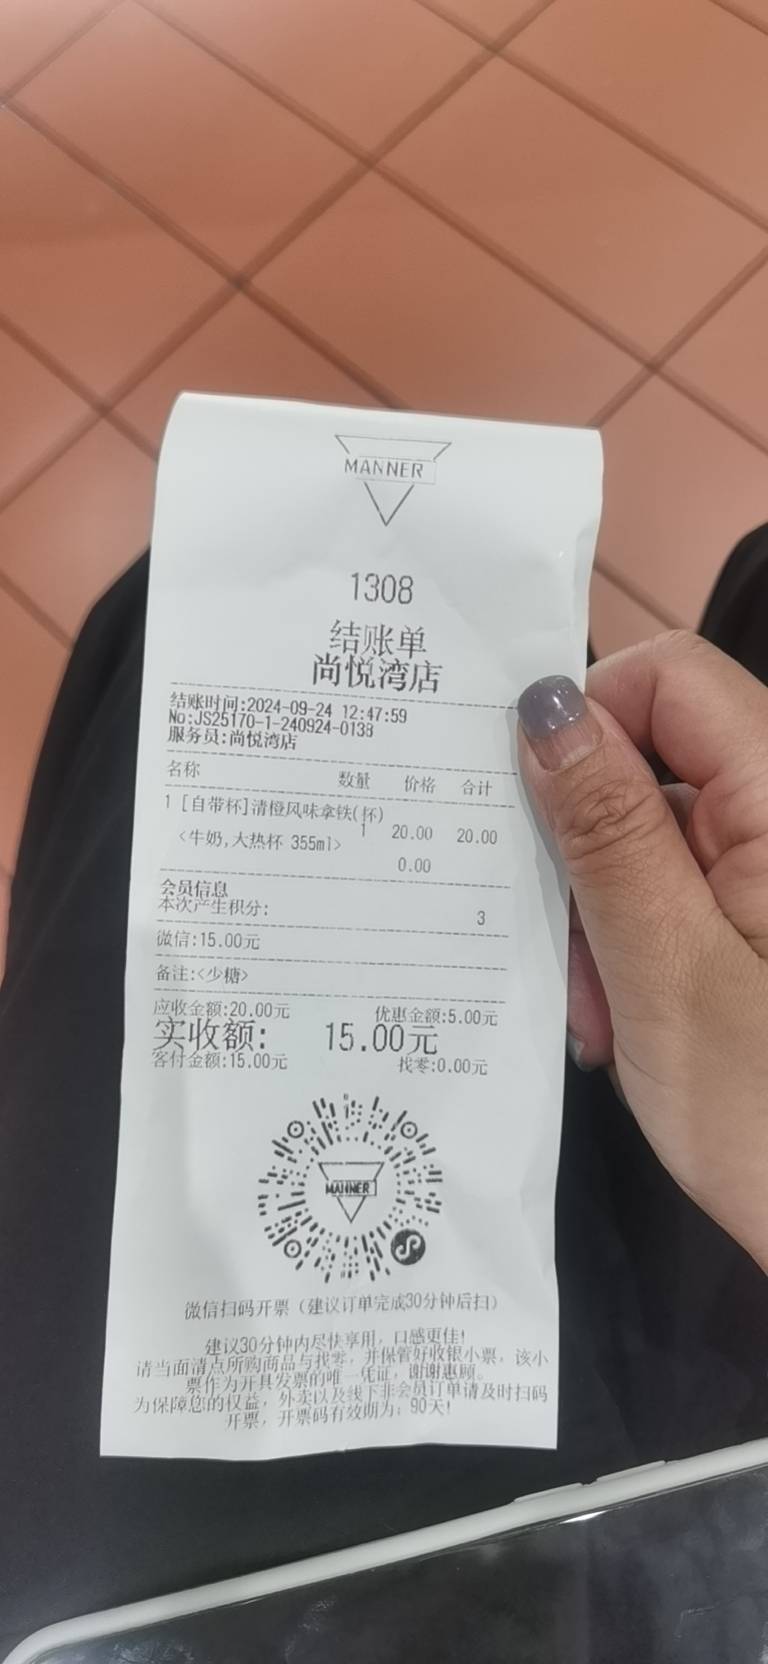 MANNER
1308
结账单
尚悦湾店
结账时间:2024-09-24 12:47:59
No:JS25170-1-240924-0138
服务员:尚悦湾店
名称 数量 价格 合计
1 [自带杯]清橙风味拿铁(杯)
1 20.00 20.00
<牛奶,大热杯 355ml>
0.00
会员信息
本次产生积分: 3
微信:15.00元
备注:<少糖>
应收金额:20.00元 优惠金额:5.00元
实收额: 15.00元
客付金额:15.00元 找零:0.00元
MANNER
微信扫码开票（建议订单完成30分钟后扫）
建议30分钟内尽快享用，口感更佳!
请当面清点所购商品与找零，并保管好收银小票，该小
票作为开具发票的唯一凭证，谢谢惠顾。
为保障您的权益，外卖以及线下非会员订单请及时扫码
开票，开票码有效期为：90天!